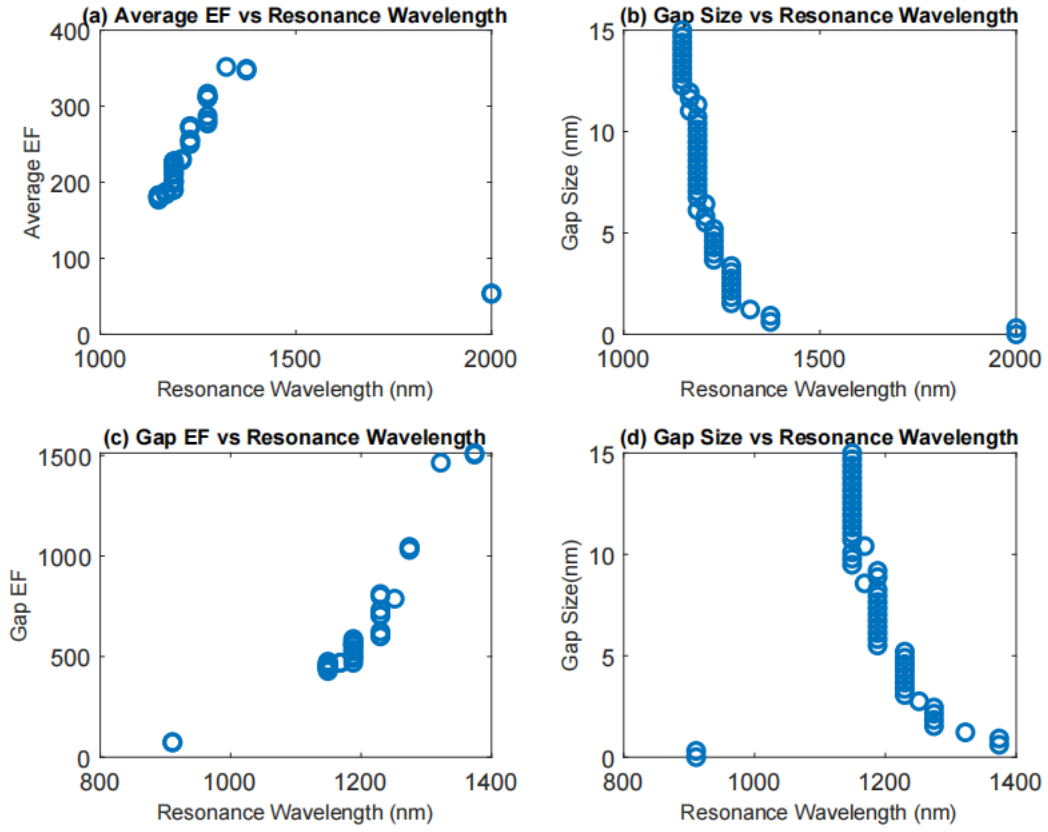 (a) Average EF vs Resonance Wavelength
400
300
200
100
0
Average EF
1000
1500
2000
Resonance Wavelength (nm)
(b) Gap Size vs Resonance Wavelength
15
10
5
0
Gap Size (nm)
1000
1500
2000
Resonance Wavelength (nm)
(c) Gap EF vs Resonance Wavelength
1500
1000
500
0
Gap EF
800
1000
1200
1400
Resonance Wavelength (nm)
(d) Gap Size vs Resonance Wavelength
15
10
5
0
Gap Size(nm)
800
1000
1200
1400
Resonance Wavelength (nm)